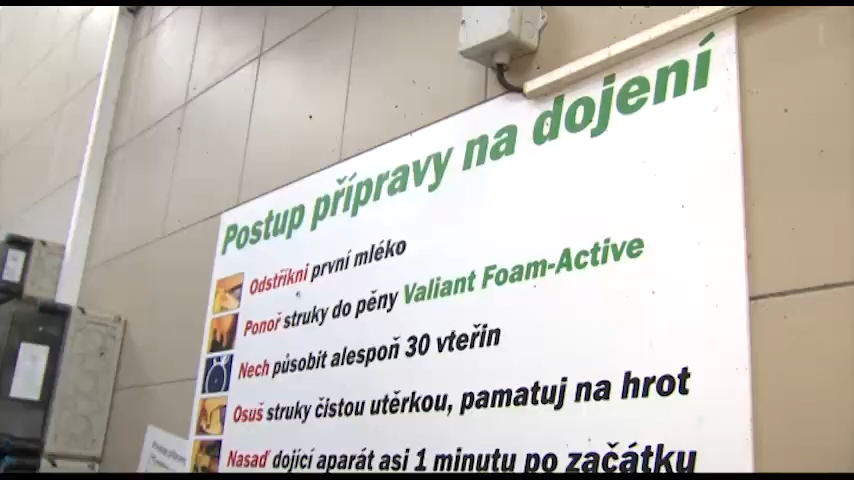 Postup přípravy na dojení
Odstřikni první mléko
Ponoř struky do pěny Valiant Foam-Active
Nech působit alespoň 30 vteřin
Osuš struky čistou utěrkou, pamatuj na hrot
Nasaď dojící aparát asi 1 minutu po začátku